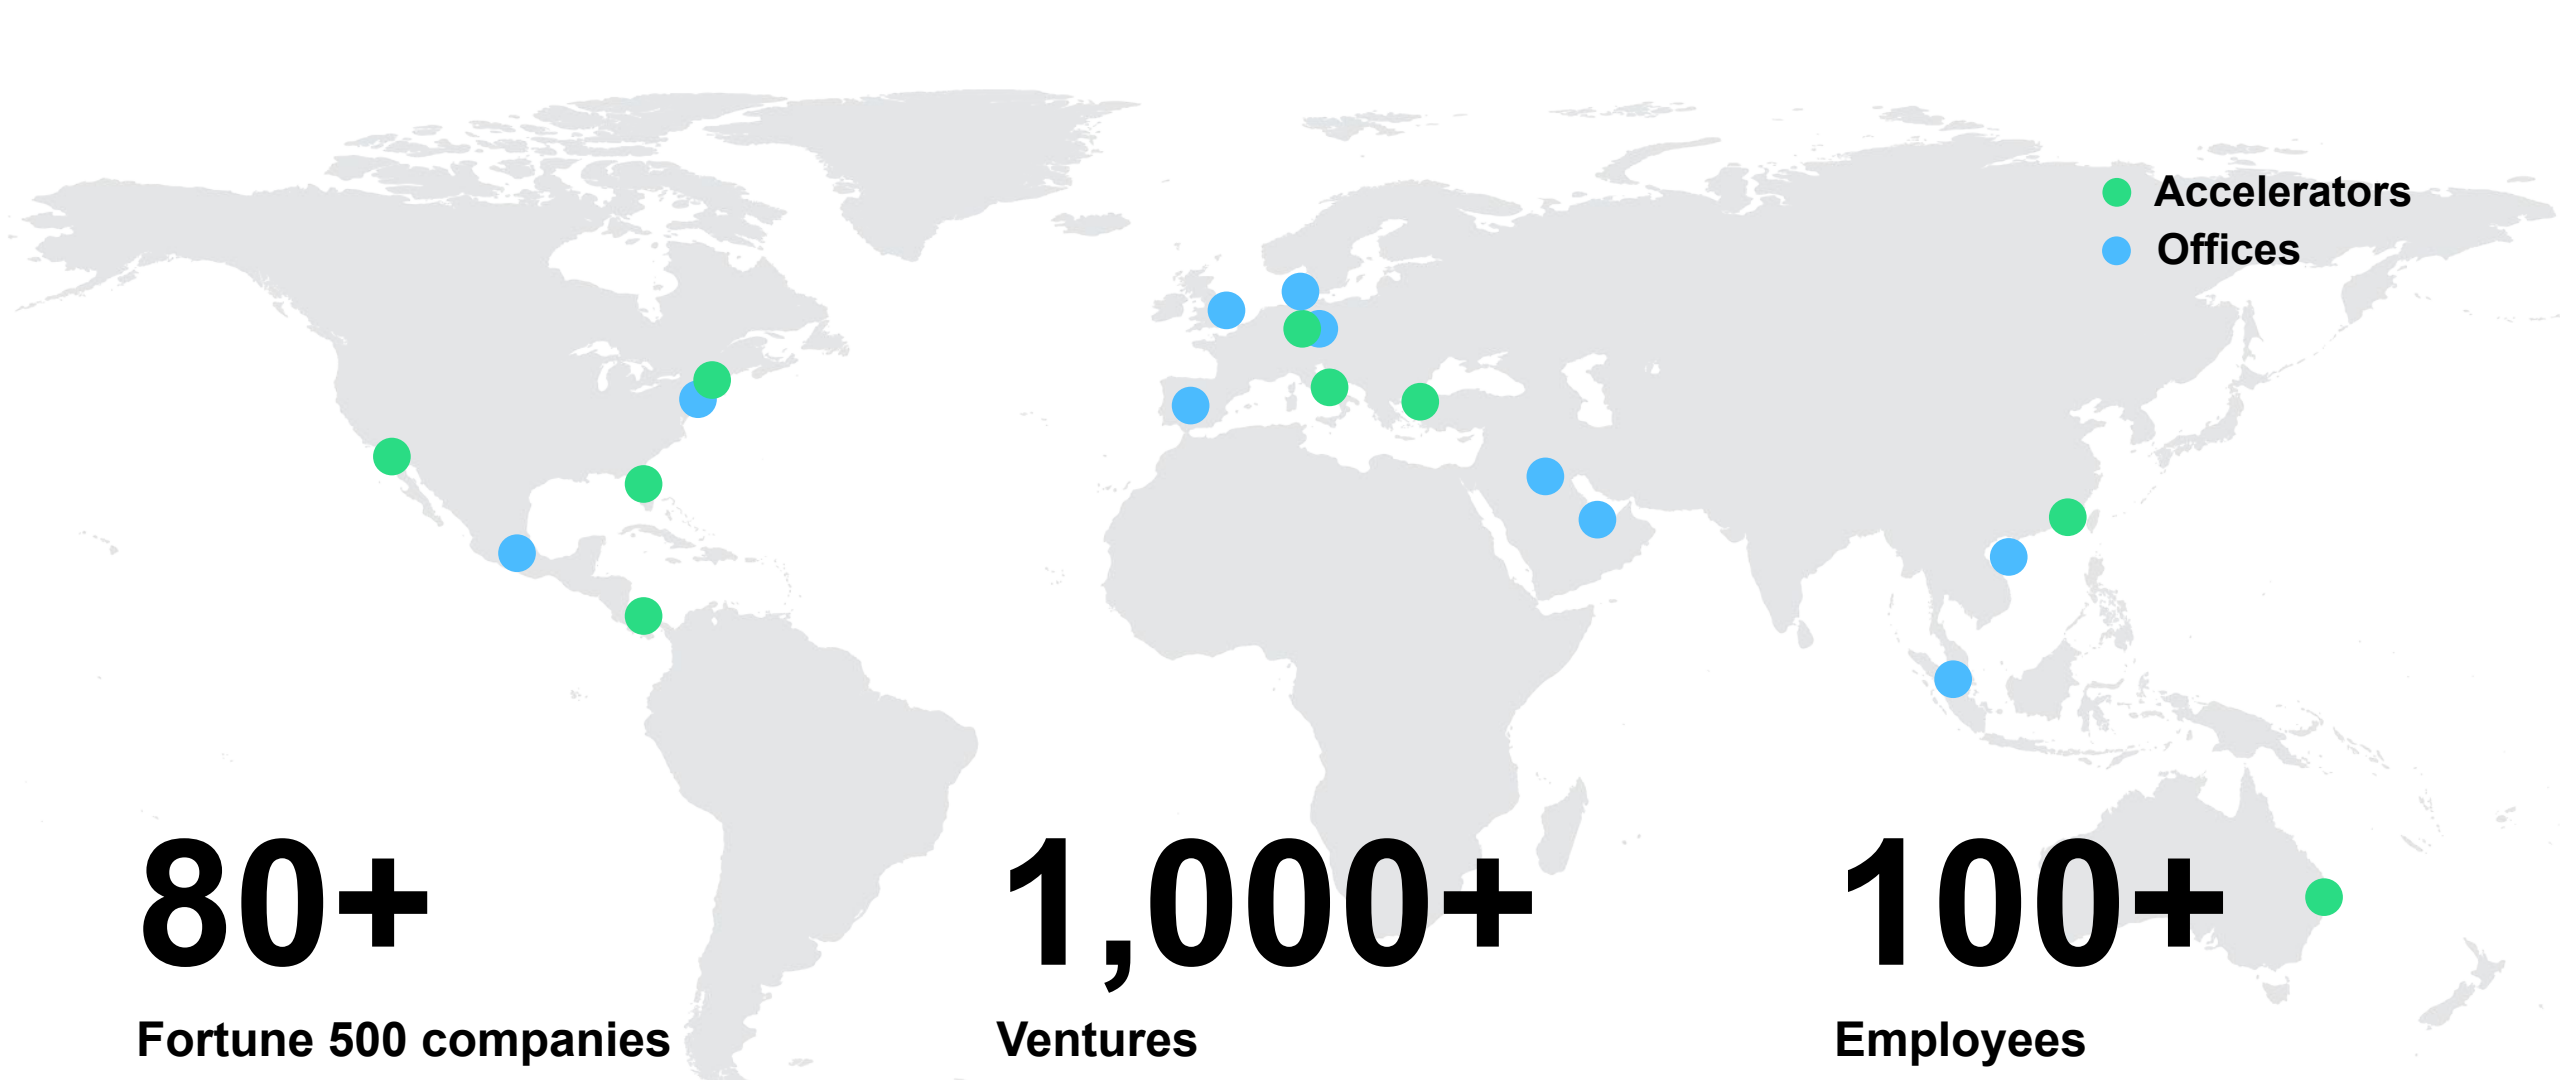 Accelerators
Offices
80+
1,000+
100+
Fortune 500 companies
Ventures
Employees